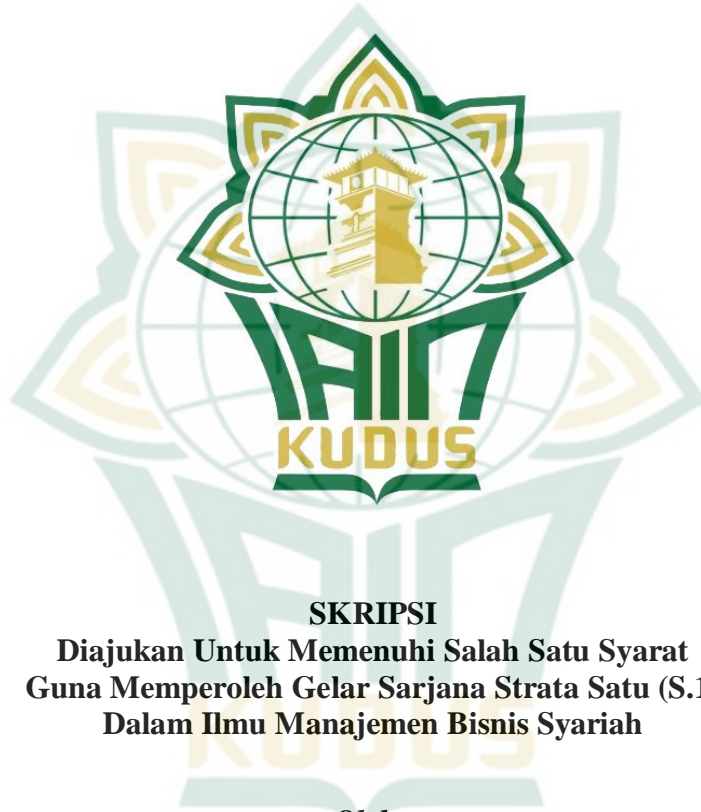 IAIN
KUDUS
SKRIPSI
Diajukan Untuk Memenuhi Salah Satu Syarat
Guna Memperoleh Gelar Sarjana Strata Satu (S.1
Dalam Ilmu Manajemen Bisnis Syariah